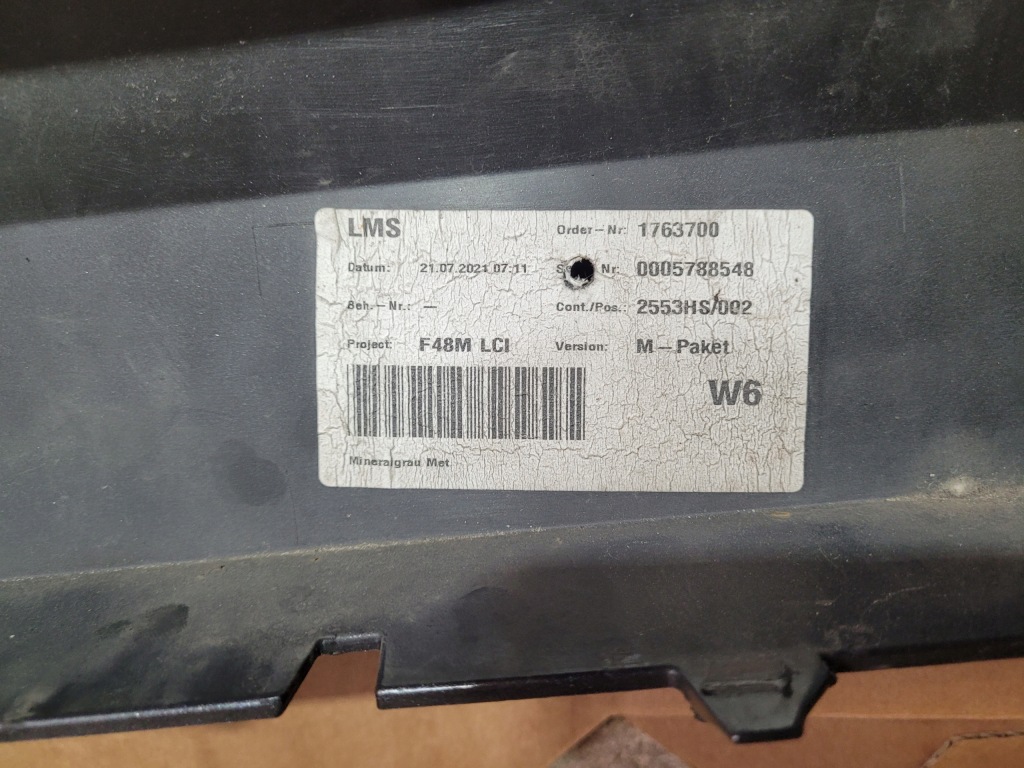 LMS Order-Nr: 1763700
Datum: 21.07.2021 07:11 Nr: 0005788548
Beh.-Nr.: — Cont./Pos.: 2553HS/002
Project: F48M LCI Version: M-Paket
W6
Mineralgrau Met